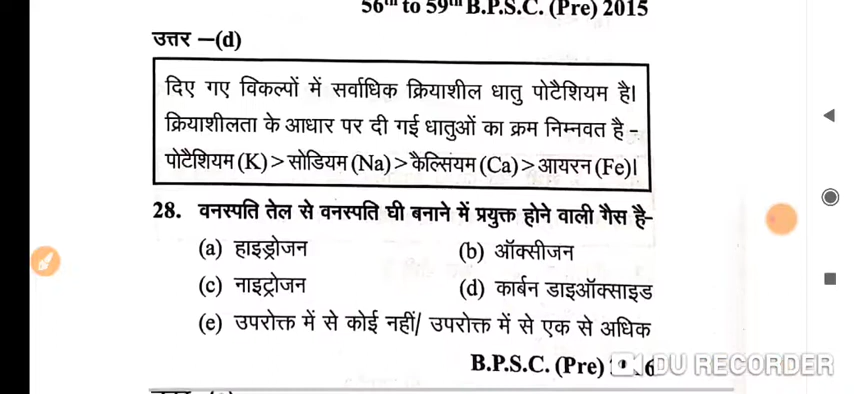 56th to 59th B.P.S.C. (Pre) 2015
उत्तर –(d)
दिए गए विकल्पों में सर्वाधिक क्रियाशील धातु पोटैशियम है।
क्रियाशीलता के आधार पर दी गई धातुओं का क्रम निम्नवत है -
पोटैशियम (K) > सोडियम (Na) > कैल्सियम (Ca) > आयरन (Fe)।
28. वनस्पति तेल से वनस्पति घी बनाने में प्रयुक्त होने वाली गैस है-
(a) हाइड्रोजन (b) ऑक्सीजन
(c) नाइट्रोजन (d) कार्बन डाइऑक्साइड
(e) उपरोक्त में से कोई नहीं/ उपरोक्त में से एक से अधिक
B.P.S.C. (Pre)
DU RECORDER